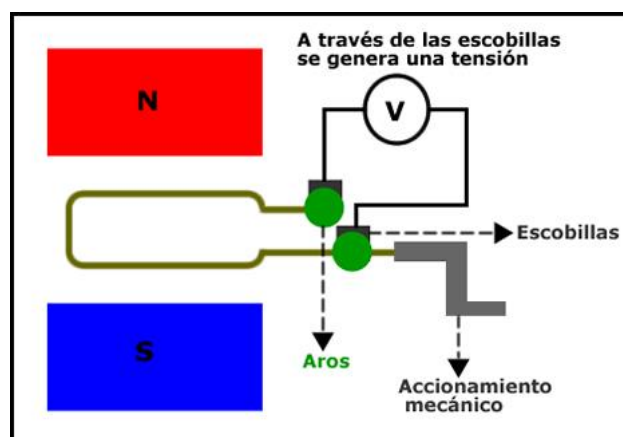 A través de las escobillas
se genera una tensión
N
V
Escobillas
S
Aros
Accionamiento
mecánico